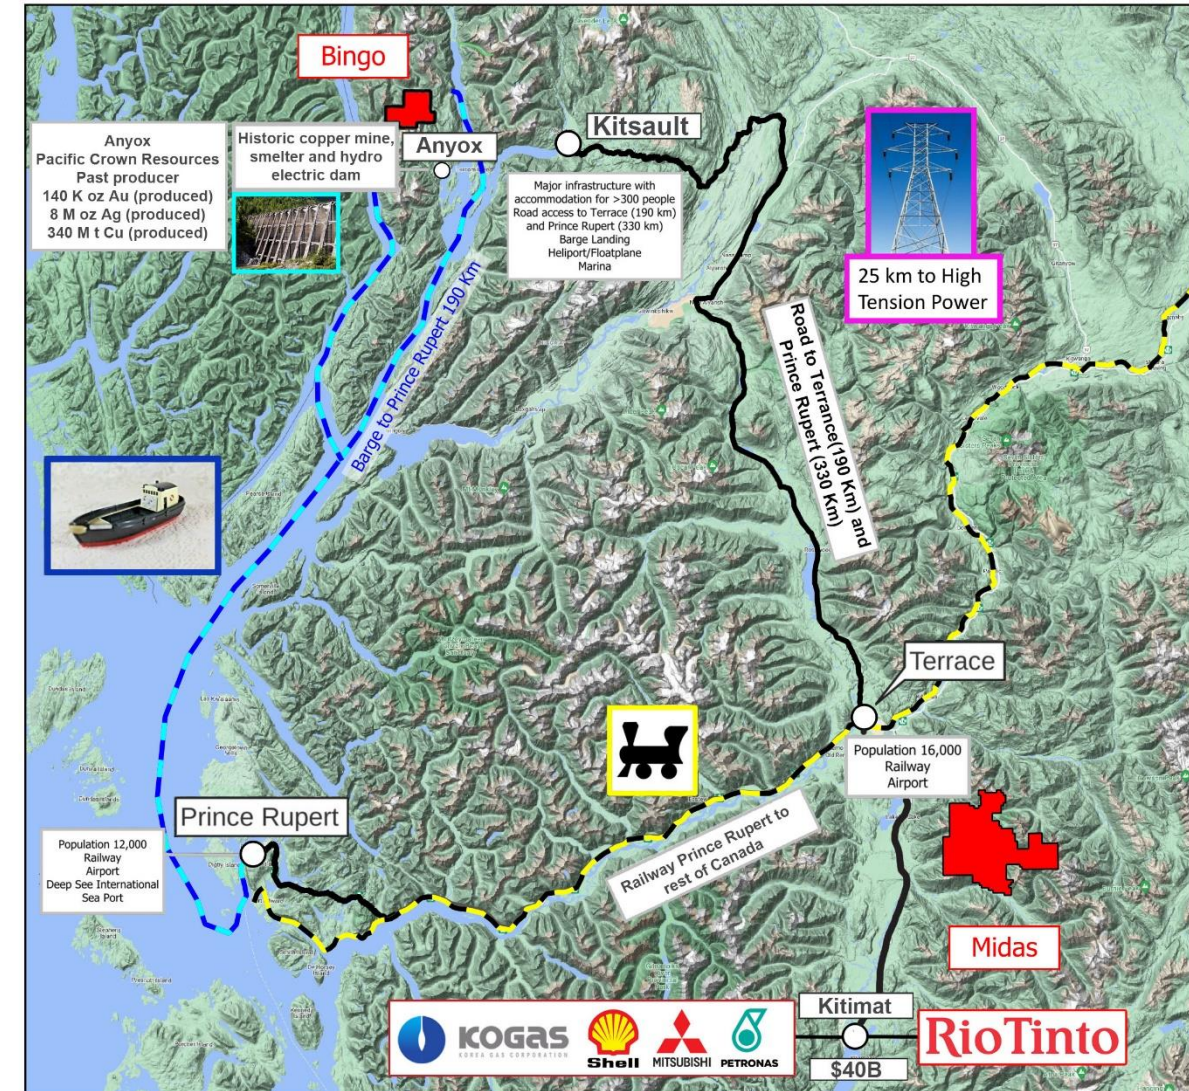 Bingo
Anyox
Pacific Crown Resources
Past producer
140 K oz Au (produced)
8 M oz Ag (produced)
340 M t Cu (produced)
Historic copper mine,
smelter and hydro
electric dam
Anyox
Kitsault
Major infrastructure with
accommodation for >300 people
Road access to Terrace (190 km)
and Prince Rupert (330 km)
Barge Landing
Heliport/Floatplane
Marina
25 km to High
Tension Power
Barge to Prince Rupert 190 Km
Road to Terrance(190 Km) and
Prince Rupert (330 Km)
Terrace
Population 16,000
Railway
Airport
Prince Rupert
Population 12,000
Railway
Airport
Deep See International
Sea Port
Railway Prince Rupert to
rest of Canada
Midas
KOGAS
KOREA GAS CORPORATION
Shell
MITSUBISHI
PETRONAS
Kitimat
$40B
RioTinto